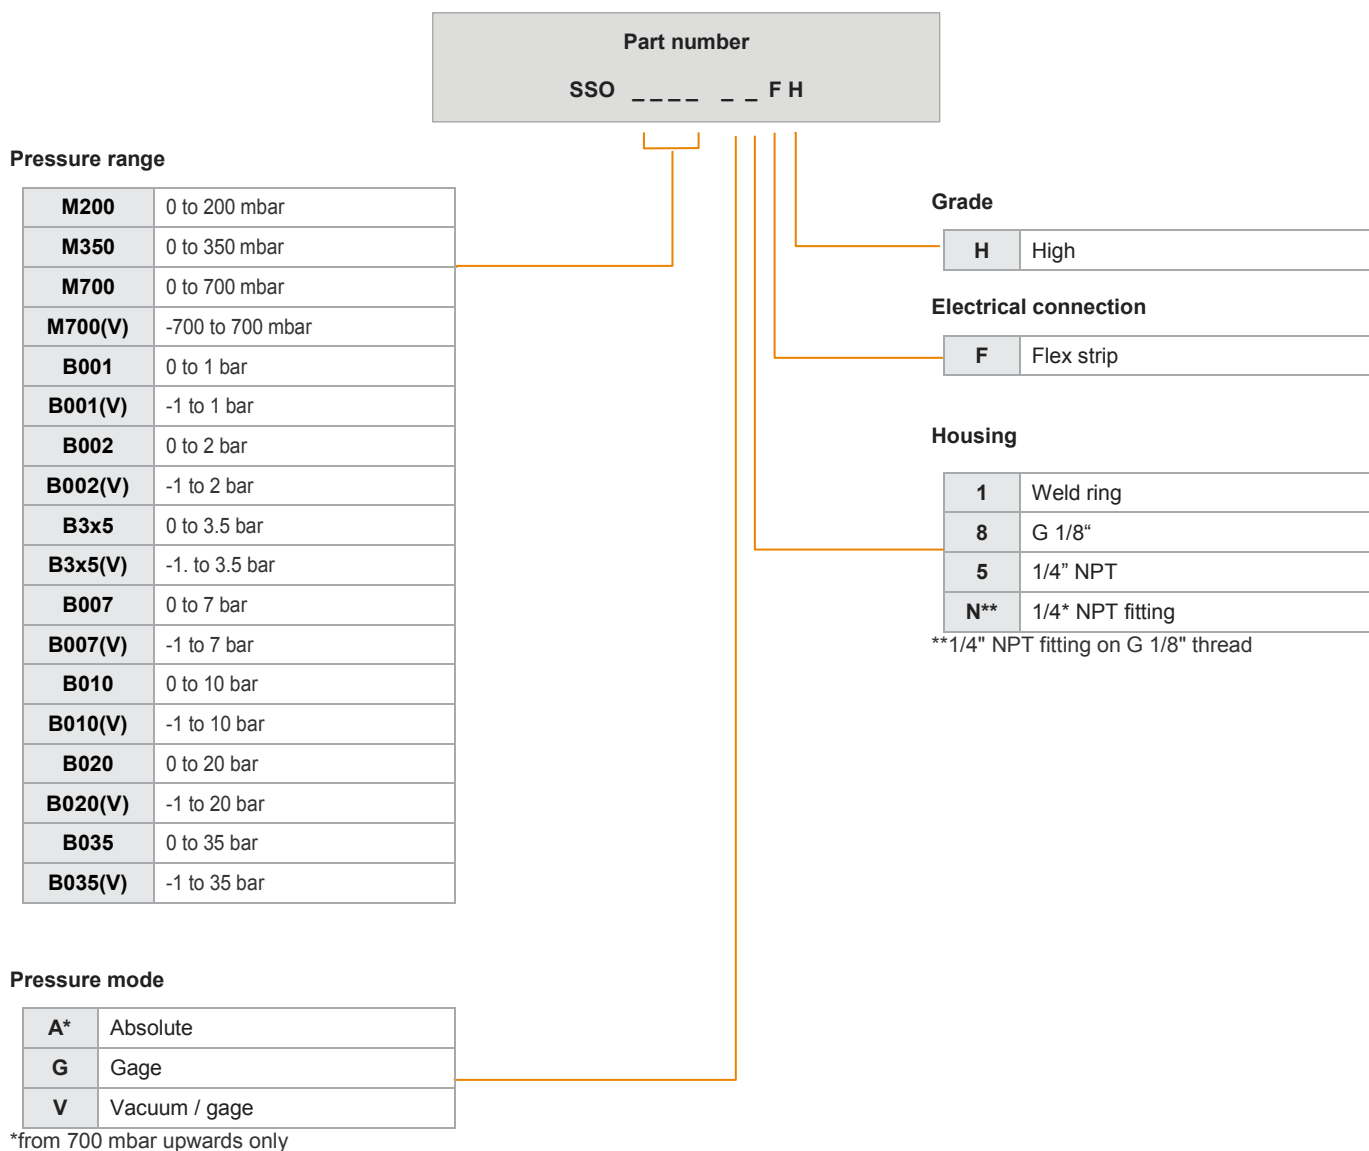 Part number
SSO _ _ _ _ _ _ F H
Pressure range
M200 0 to 200 mbar
M350 0 to 350 mbar
M700 0 to 700 mbar
M700(V) -700 to 700 mbar
B001 0 to 1 bar
B001(V) -1 to 1 bar
B002 0 to 2 bar
B002(V) -1 to 2 bar
B3x5 0 to 3.5 bar
B3x5(V) -1. to 3.5 bar
B007 0 to 7 bar
B007(V) -1 to 7 bar
B010 0 to 10 bar
B010(V) -1 to 10 bar
B020 0 to 20 bar
B020(V) -1 to 20 bar
B035 0 to 35 bar
B035(V) -1 to 35 bar
Pressure mode
A* Absolute
G Gage
V Vacuum / gage
*from 700 mbar upwards only
Grade
H High
Electrical connection
F Flex strip
Housing
1 Weld ring
8 G 1/8“
5 1/4” NPT
N** 1/4* NPT fitting
**1/4" NPT fitting on G 1/8" thread